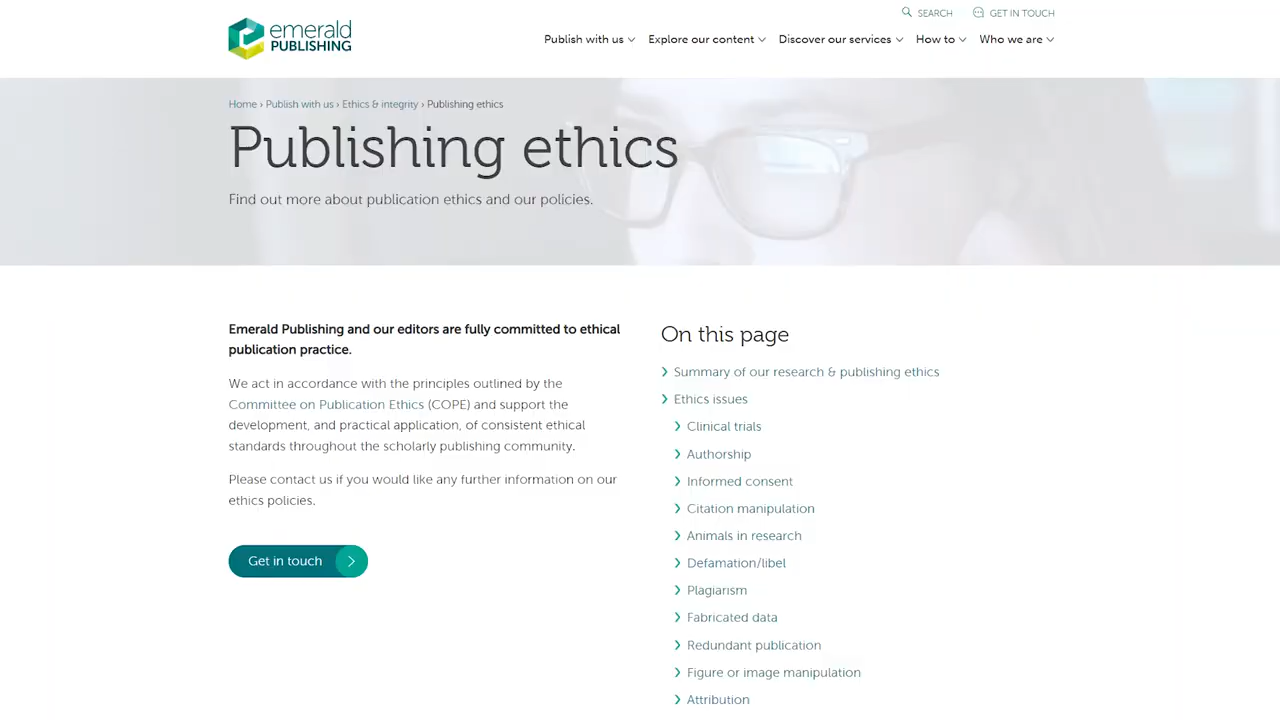 emerald
PUBLISHING
SEARCH
GET IN TOUCH
Publish with us
Explore our content
Discover our services
How to
Who we are
Home › Publish with us › Ethics & integrity › Publishing ethics
Publishing ethics
Find out more about publication ethics and our policies.
Emerald Publishing and our editors are fully committed to ethical
publication practice.
We act in accordance with the principles outlined by the
Committee on Publication Ethics (COPE) and support the
development, and practical application, of consistent ethical
standards throughout the scholarly publishing community.
Please contact us if you would like any further information on our
ethics policies.
Get in touch
On this page
Summary of our research & publishing ethics
Ethics issues
Clinical trials
Authorship
Informed consent
Citation manipulation
Animals in research
Defamation/libel
Plagiarism
Fabricated data
Redundant publication
Figure or image manipulation
Attribution